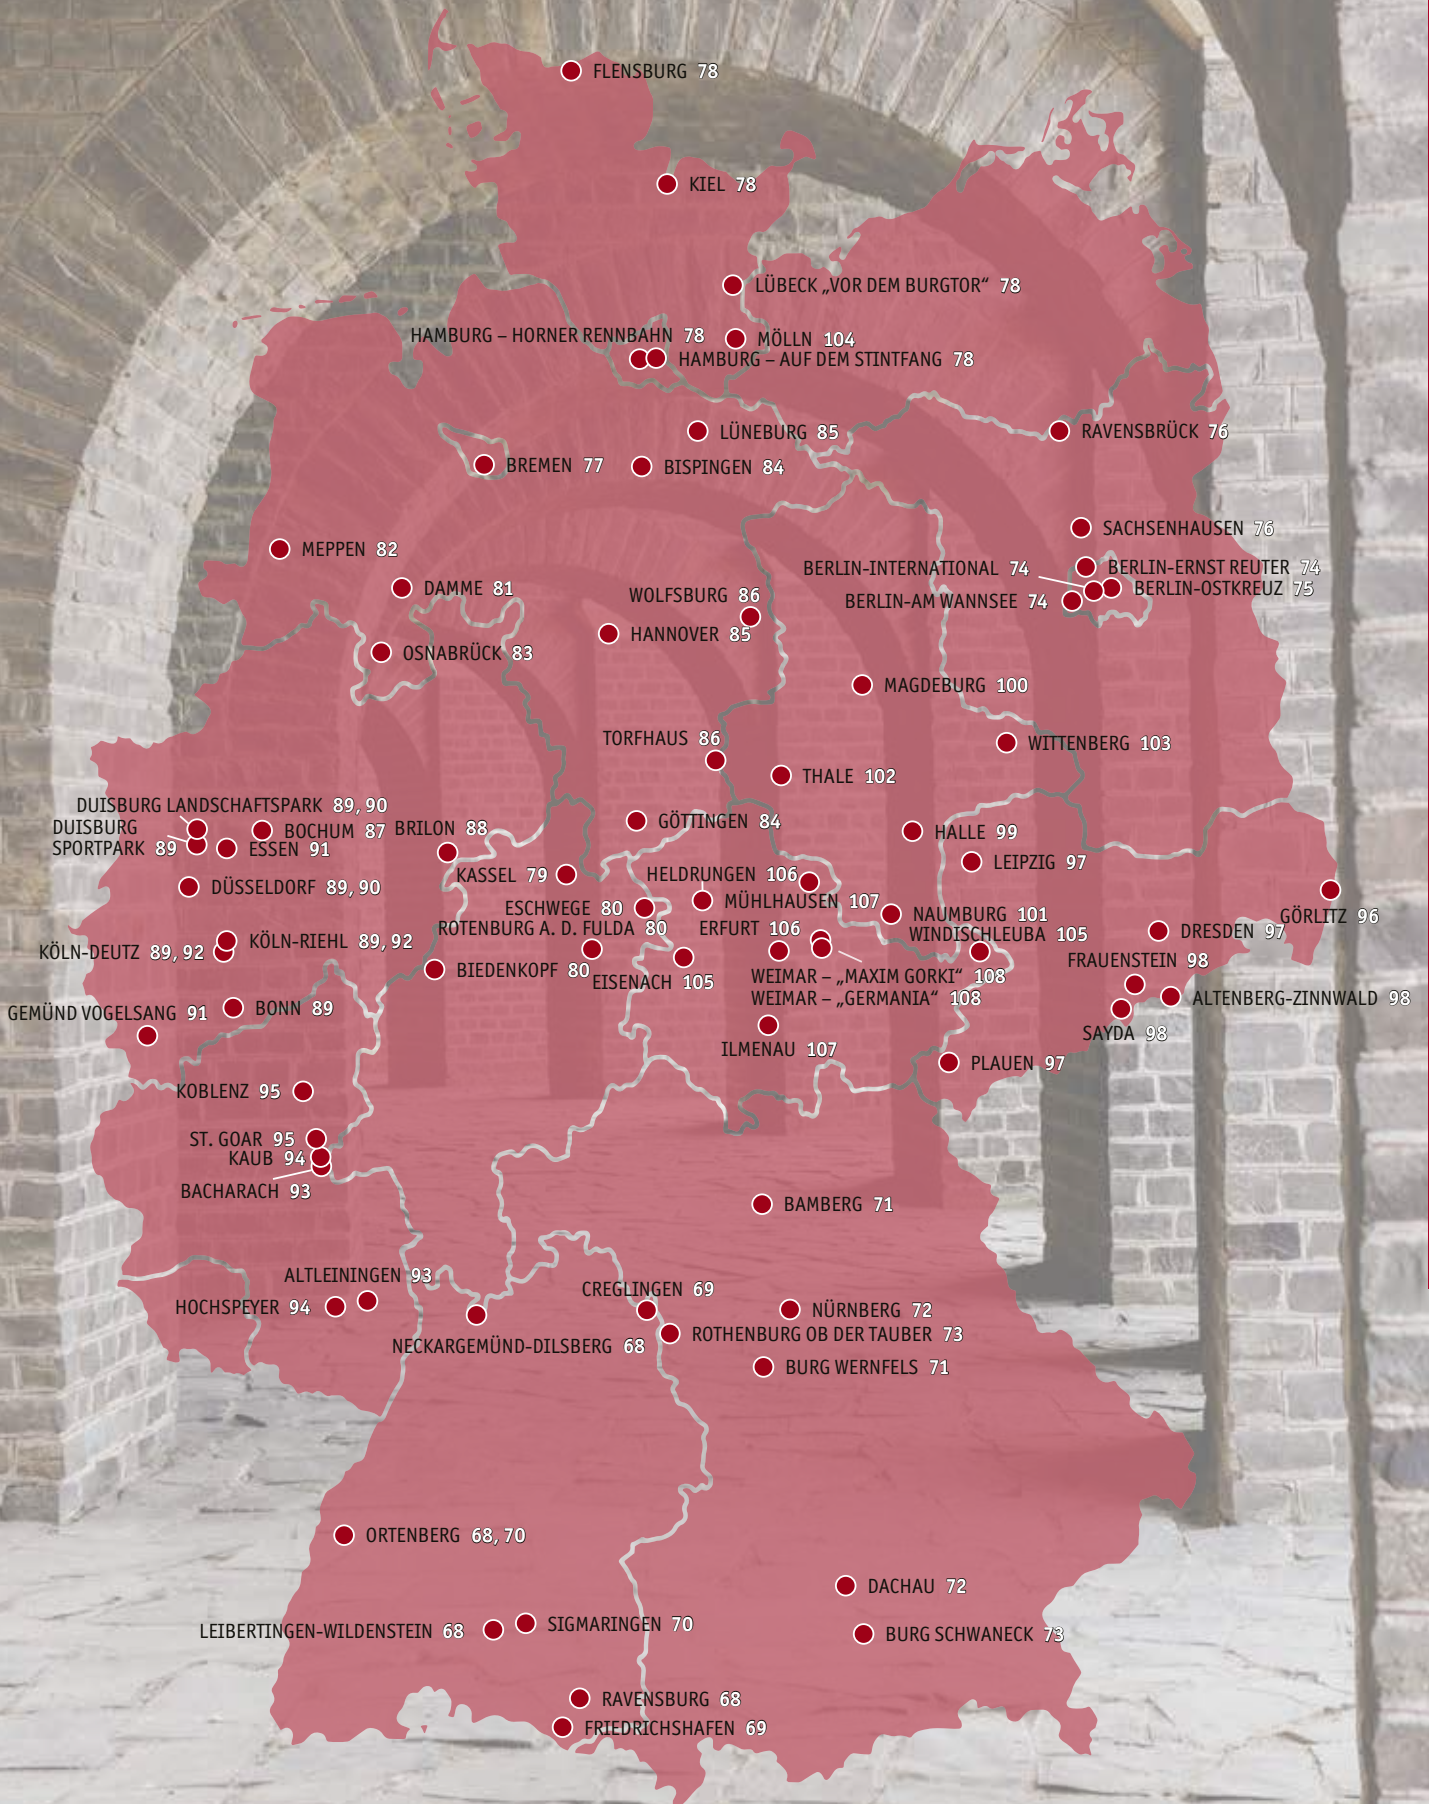 FLENSBURG 78
KIEL 78
LÜBECK „VOR DEM BURGTOR“ 78
HAMBURG – HORNER RENNBAHN 78
MÖLLN 104
HAMBURG – AUF DEM STINTFANG 78
LÜNEBURG 85
RAVENSBRÜCK 76
BREMEN 77
BISPINGEN 84
SACHSENHAUSEN 76
MEPPEN 82
BERLIN-INTERNATIONAL 74
BERLIN-ERNST REUTER 74
DAMME 81
BERLIN-OSTKREUZ 75
WOLFSBURG 86
BERLIN-AM WANNSEE 74
HANNOVER 85
OSNABRÜCK 83
MAGDEBURG 100
TORFHAUS 86
WITTENBERG 103
THALE 102
DUISBURG LANDSCHAFTSPARK 89, 90
DUISBURG
SPORTPARK 89
BOCHUM 87
BRILON 88
GÖTTINGEN 84
HALLE 99
ESSEN 91
LEIPZIG 97
KASSEL 79
HELDRUNGEN 106
DÜSSELDORF 89, 90
MÜHLHAUSEN 107
ESCHWEGE 80
NAUMBURG 101
GÖRLITZ 96
ROTENBURG A. D. FULDA 80
ERFURT 106
WINDISCHLEUBA 105
DRESDEN 97
KÖLN-RIEHL 89, 92
KÖLN-DEUTZ 89, 92
FRAUENSTEIN 98
BIEDENKOPF 80
EISENACH 105
WEIMAR – „MAXIM GORKI“ 108
WEIMAR – „GERMANIA“ 108
ALTENBERG-ZINNWALD 98
BONN 89
GEMÜND VOGELSANG 91
SAYDA 98
ILMENAU 107
PLAUEN 97
KOBLENZ 95
ST. GOAR 95
KAUB 94
BACHARACH 93
BAMBERG 71
ALTLEININGEN 93
CREGLINGEN 69
HOCHSPEYER 94
NÜRNBERG 72
ROTHENBURG OB DER TAUBER 73
NECKARGEMÜND-DILSBERG 68
BURG WERNFELS 71
ORTENBERG 68, 70
DACHAU 72
SIGMARINGEN 70
LEIBERTINGEN-WILDENSTEIN 68
BURG SCHWANECK 73
RAVENSBURG 68
FRIEDRICHSHAFEN 69